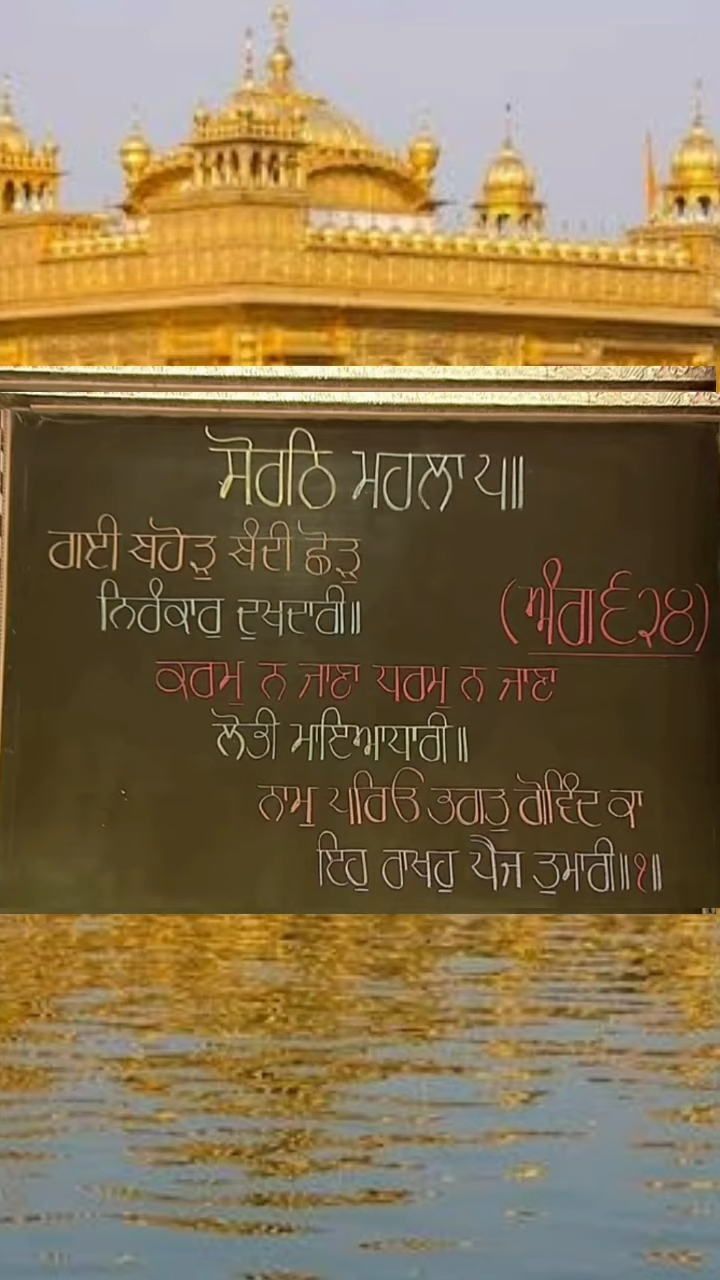 ਸੋਰਠਿ ਮਹਲਾ ੫॥
ਗਈ ਬਹੋੜੁ ਬੰਦੀ ਛੋੜੁ
ਨਿਰੰਕਾਰੁ ਦੁਖਦਾਰੀ॥
(ਅੰਗ ੬੨੪)
ਕਰਮੁ ਨ ਜਾਣਾ ਧਰਮੁ ਨ ਜਾਣਾ
ਲੋਭੀ ਮਾਇਆਧਾਰੀ॥
ਨਾਮੁ ਪਰਿਓ ਭਗਤੁ ਗੋਵਿੰਦ ਕਾ
ਇਹ ਰਾਖਹੁ ਪੈਜ ਤੁਮਾਰੀ॥੧॥